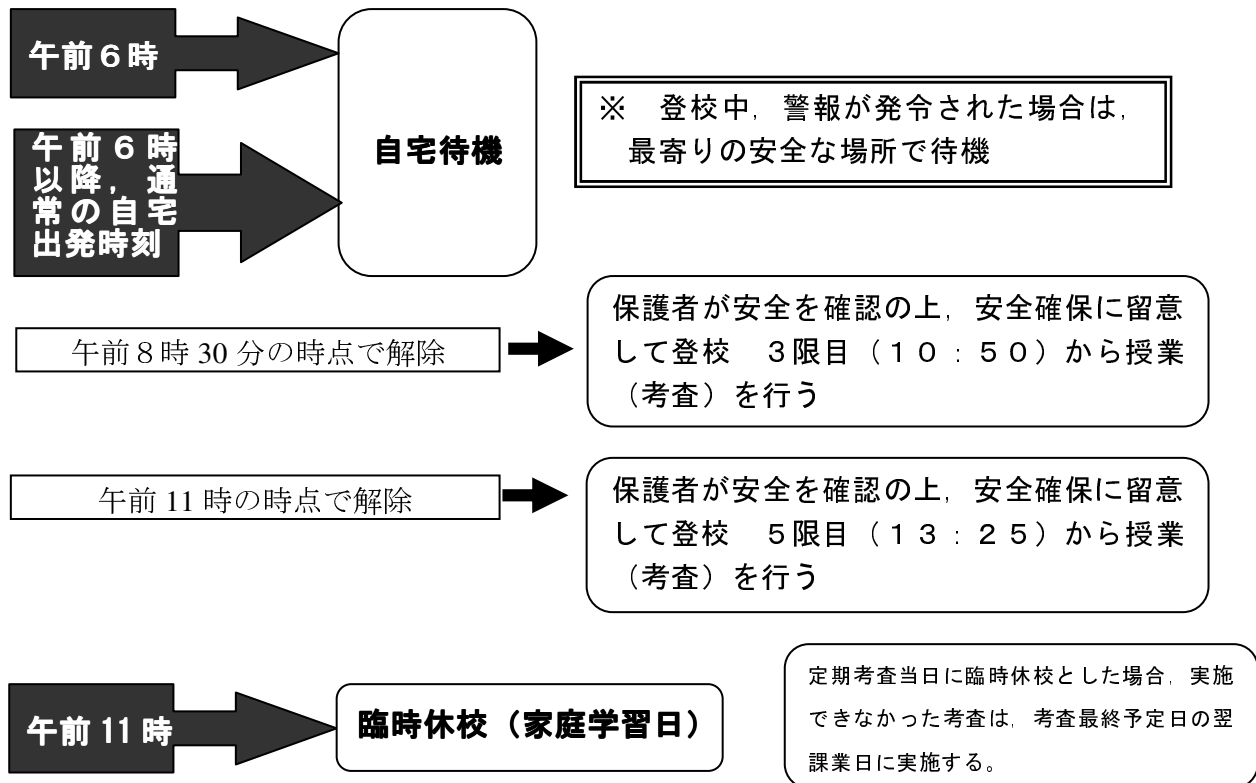 午前６時
自宅待機
※　登校中，警報が発令された場合は，
最寄りの安全な場所で待機
午前６時
以降，通
常の自宅
出発時刻
午前８時 30 分の時点で解除
保護者が安全を確認の上，安全確保に留意
して登校　３限目（１０：５０）から授業
（考査）を行う
午前 11 時の時点で解除
保護者が安全を確認の上，安全確保に留意
して登校　５限目（１３：２５）から授業
（考査）を行う
午前 11 時
臨時休校（家庭学習日）
定期考査当日に臨時休校とした場合，実施
できなかった考査は，考査最終予定日の翌
課業日に実施する。